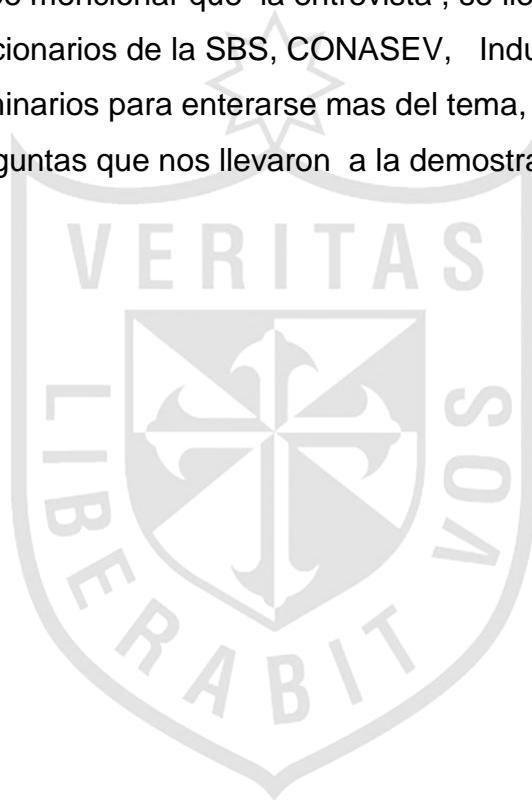 mencionar que la entrevista , se
cionarios de la SBS, CONASEV, Indu
minarios para enterarse mas del tema,
guntas que nos llevaron a la demostra
VERITAS
LIBERABIT
VOS